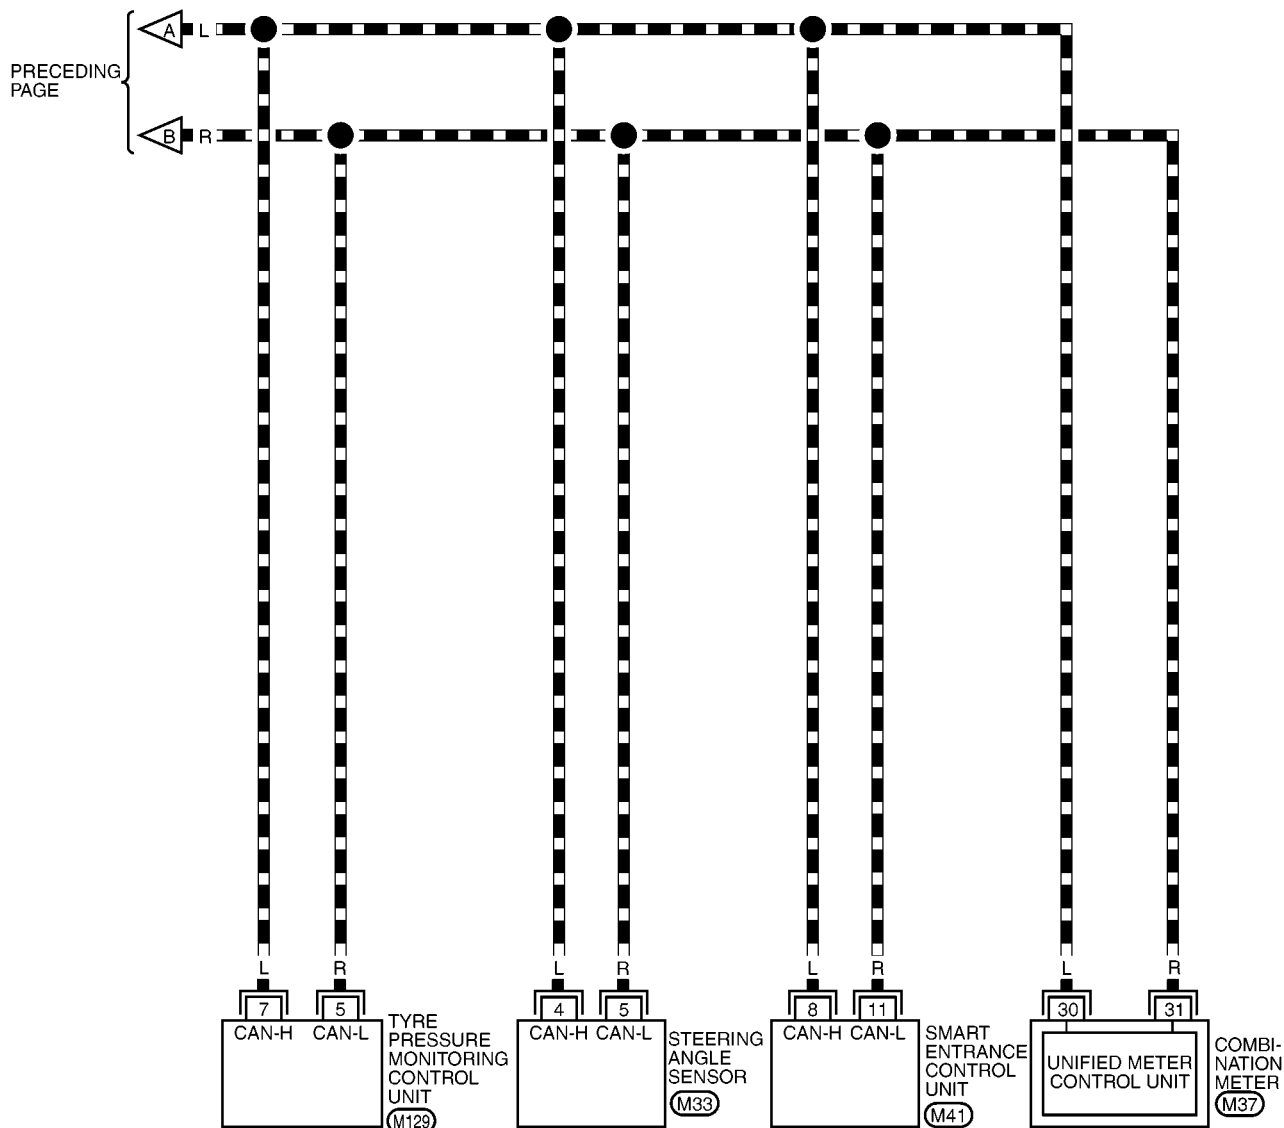 A L
PRECEDING
PAGE
B R
L R L R L R L R
7 5 4 5 8 11 30 31
CAN-H CAN-L
TYRE
PRESSURE
MONITORING
CONTROL
UNIT
M129
CAN-H CAN-L
STEERING
ANGLE
SENSOR
M33
CAN-H CAN-L
SMART
ENTRANCE
CONTROL
UNIT
M41
UNIFIED METER
CONTROL UNIT
COMBI-
NATION
METER
M37